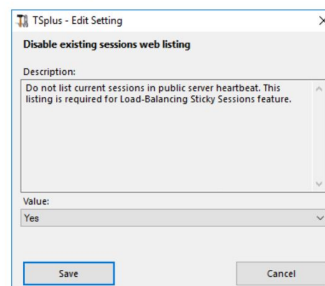 TSplus - Edit Setting
Disable existing sessions web listing
Description:
Do not list current sessions in public server heartbeat. This
listing is required for Load-Balancing Sticky Sessions feature.
Value:
Yes
Save
Cancel